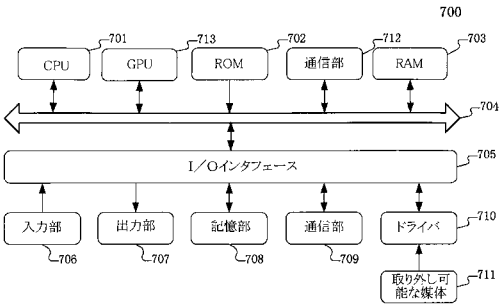 700
701
713
702
712
703
CPU
GPU
ROM
通信部
RAM
704
705
I/Oインタフェース
入力部
出力部
記憶部
通信部
ドライバ
710
706
707
708
709
711
取り外し可
能な媒体